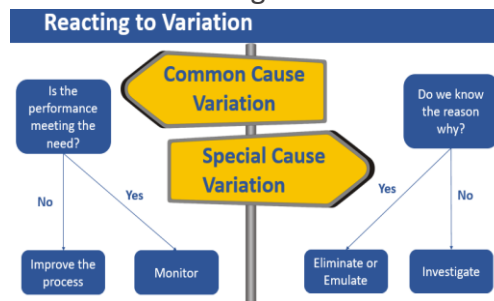 Reacting to Variation
Common Cause
Variation
Is the
performance
meeting the
need?
Do we know
the reason
why?
Special Cause
Variation
No
Yes
Yes
No
Improve the
process
Monitor
Eliminate or
Emulate
Investigate